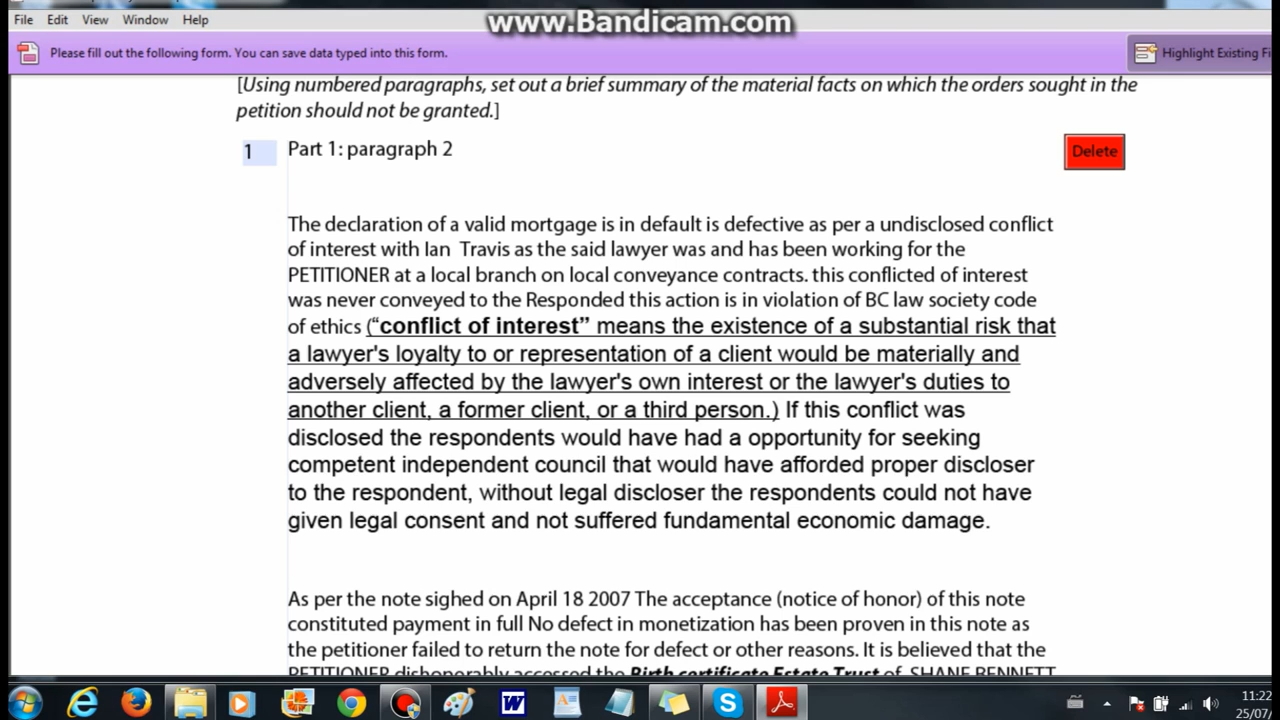 www.Bandicam.com
File Edit View Window Help
Please fill out the following form. You can save data typed into this form.
Highlight Existing Fi
[Using numbered paragraphs, set out a brief summary of the material facts on which the orders sought in the
petition should not be granted.]
1 Part 1: paragraph 2
Delete
The declaration of a valid mortgage is in default is defective as per a undisclosed conflict
of interest with Ian Travis as the said lawyer was and has been working for the
PETITIONER at a local branch on local conveyance contracts. this conflicted of interest
was never conveyed to the Responded this action is in violation of BC law society code
of ethics (“conflict of interest” means the existence of a substantial risk that
a lawyer's loyalty to or representation of a client would be materially and
adversely affected by the lawyer's own interest or the lawyer's duties to
another client, a former client, or a third person.) If this conflict was
disclosed the respondents would have had a opportunity for seeking
competent independent council that would have afforded proper discloser
to the respondent, without legal discloser the respondents could not have
given legal consent and not suffered fundamental economic damage.
As per the note sighed on April 18 2007 The acceptance (notice of honor) of this note
constituted payment in full No defect in monetization has been proven in this note as
the petitioner failed to return the note for defect or other reasons. It is believed that the
PETITIONER dishonorably accessed the Birth certificate Estate Trust of SHANE BENNETT
11:22
25/07/